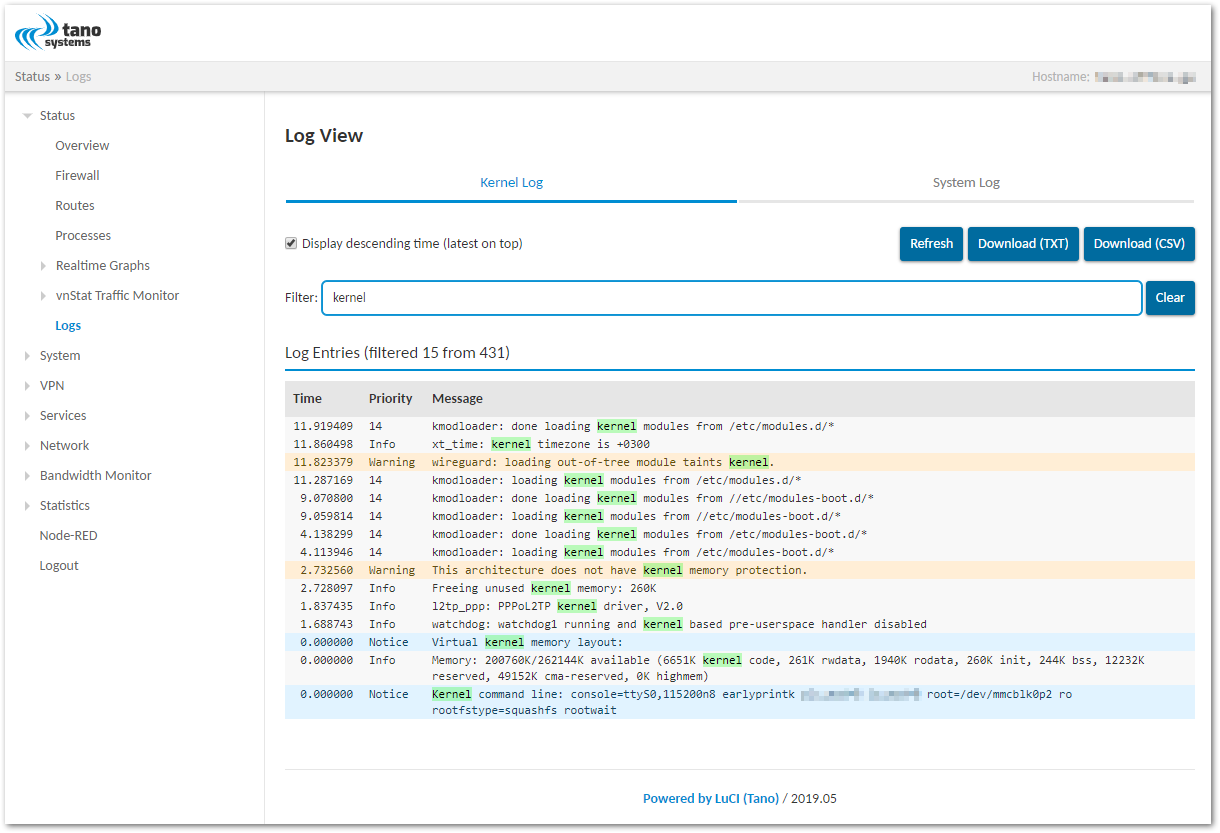 tano
systems
Status » Logs
Hostname:
Status
Overview
Firewall
Routes
Processes
Realtime Graphs
vnStat Traffic Monitor
Logs
System
VPN
Services
Network
Bandwidth Monitor
Statistics
Node-RED
Logout
Log View
Kernel Log System Log
Display descending time (latest on top) Refresh Download (TXT) Download (CSV)
Filter: kernel Clear
Log Entries (filtered 15 from 431)
Time Priority Message
11.919409 14 kmodloader: done loading kernel modules from /etc/modules.d/*
11.860498 Info xt_time: kernel timezone is +0300
11.823379 Warning wireguard: loading out-of-tree module taints kernel.
11.287169 14 kmodloader: loading kernel modules from /etc/modules.d/*
9.070800 14 kmodloader: done loading kernel modules from //etc/modules-boot.d/*
9.059814 14 kmodloader: loading kernel modules from //etc/modules-boot.d/*
4.138299 14 kmodloader: done loading kernel modules from /etc/modules-boot.d/*
4.113946 14 kmodloader: loading kernel modules from /etc/modules-boot.d/*
2.732560 Warning This architecture does not have kernel memory protection.
2.728097 Info Freeing unused kernel memory: 260K
1.837435 Info l2tp_ppp: PPPoL2TP kernel driver, V2.0
1.688743 Info watchdog: watchdog1 running and kernel based pre-userspace handler disabled
0.000000 Notice Virtual kernel memory layout:
0.000000 Info Memory: 200760K/262144K available (6651K kernel code, 261K rwdata, 1940K rodata, 260K init, 244K bss, 12232K
reserved, 49152K cma-reserved, 0K highmem)
0.000000 Notice Kernel command line: console=ttyS0,115200n8 earlyprintk root=/dev/mmcblk0p2 ro
rootfstype=squashfs rootwait
Powered by LuCI (Tano) / 2019.05